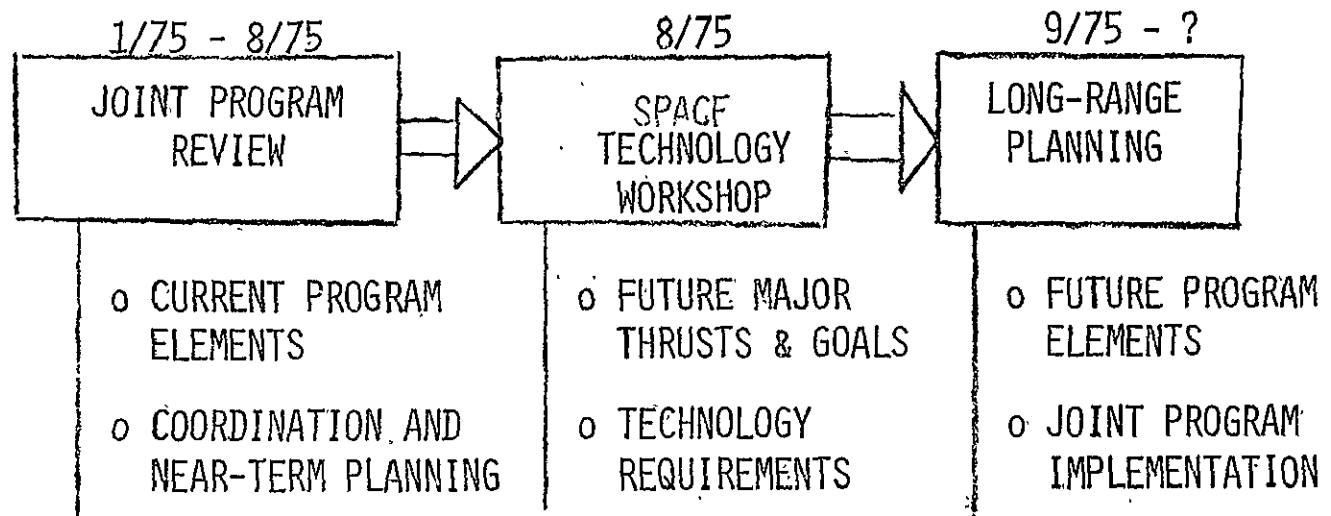 1/75 - 8/75
JOINT PROGRAM
REVIEW
o CURRENT PROGRAM
ELEMENTS
o COORDINATION AND
NEAR-TERM PLANNING
8/75
SPACE
TECHNOLOGY
WORKSHOP
o FUTURE MAJOR
THRUSTS & GOALS
o TECHNOLOGY
REQUIREMENTS
9/75 - ?
LONG-RANGE
PLANNING
o FUTURE PROGRAM
ELEMENTS
o JOINT PROGRAM
IMPLEMENTATION